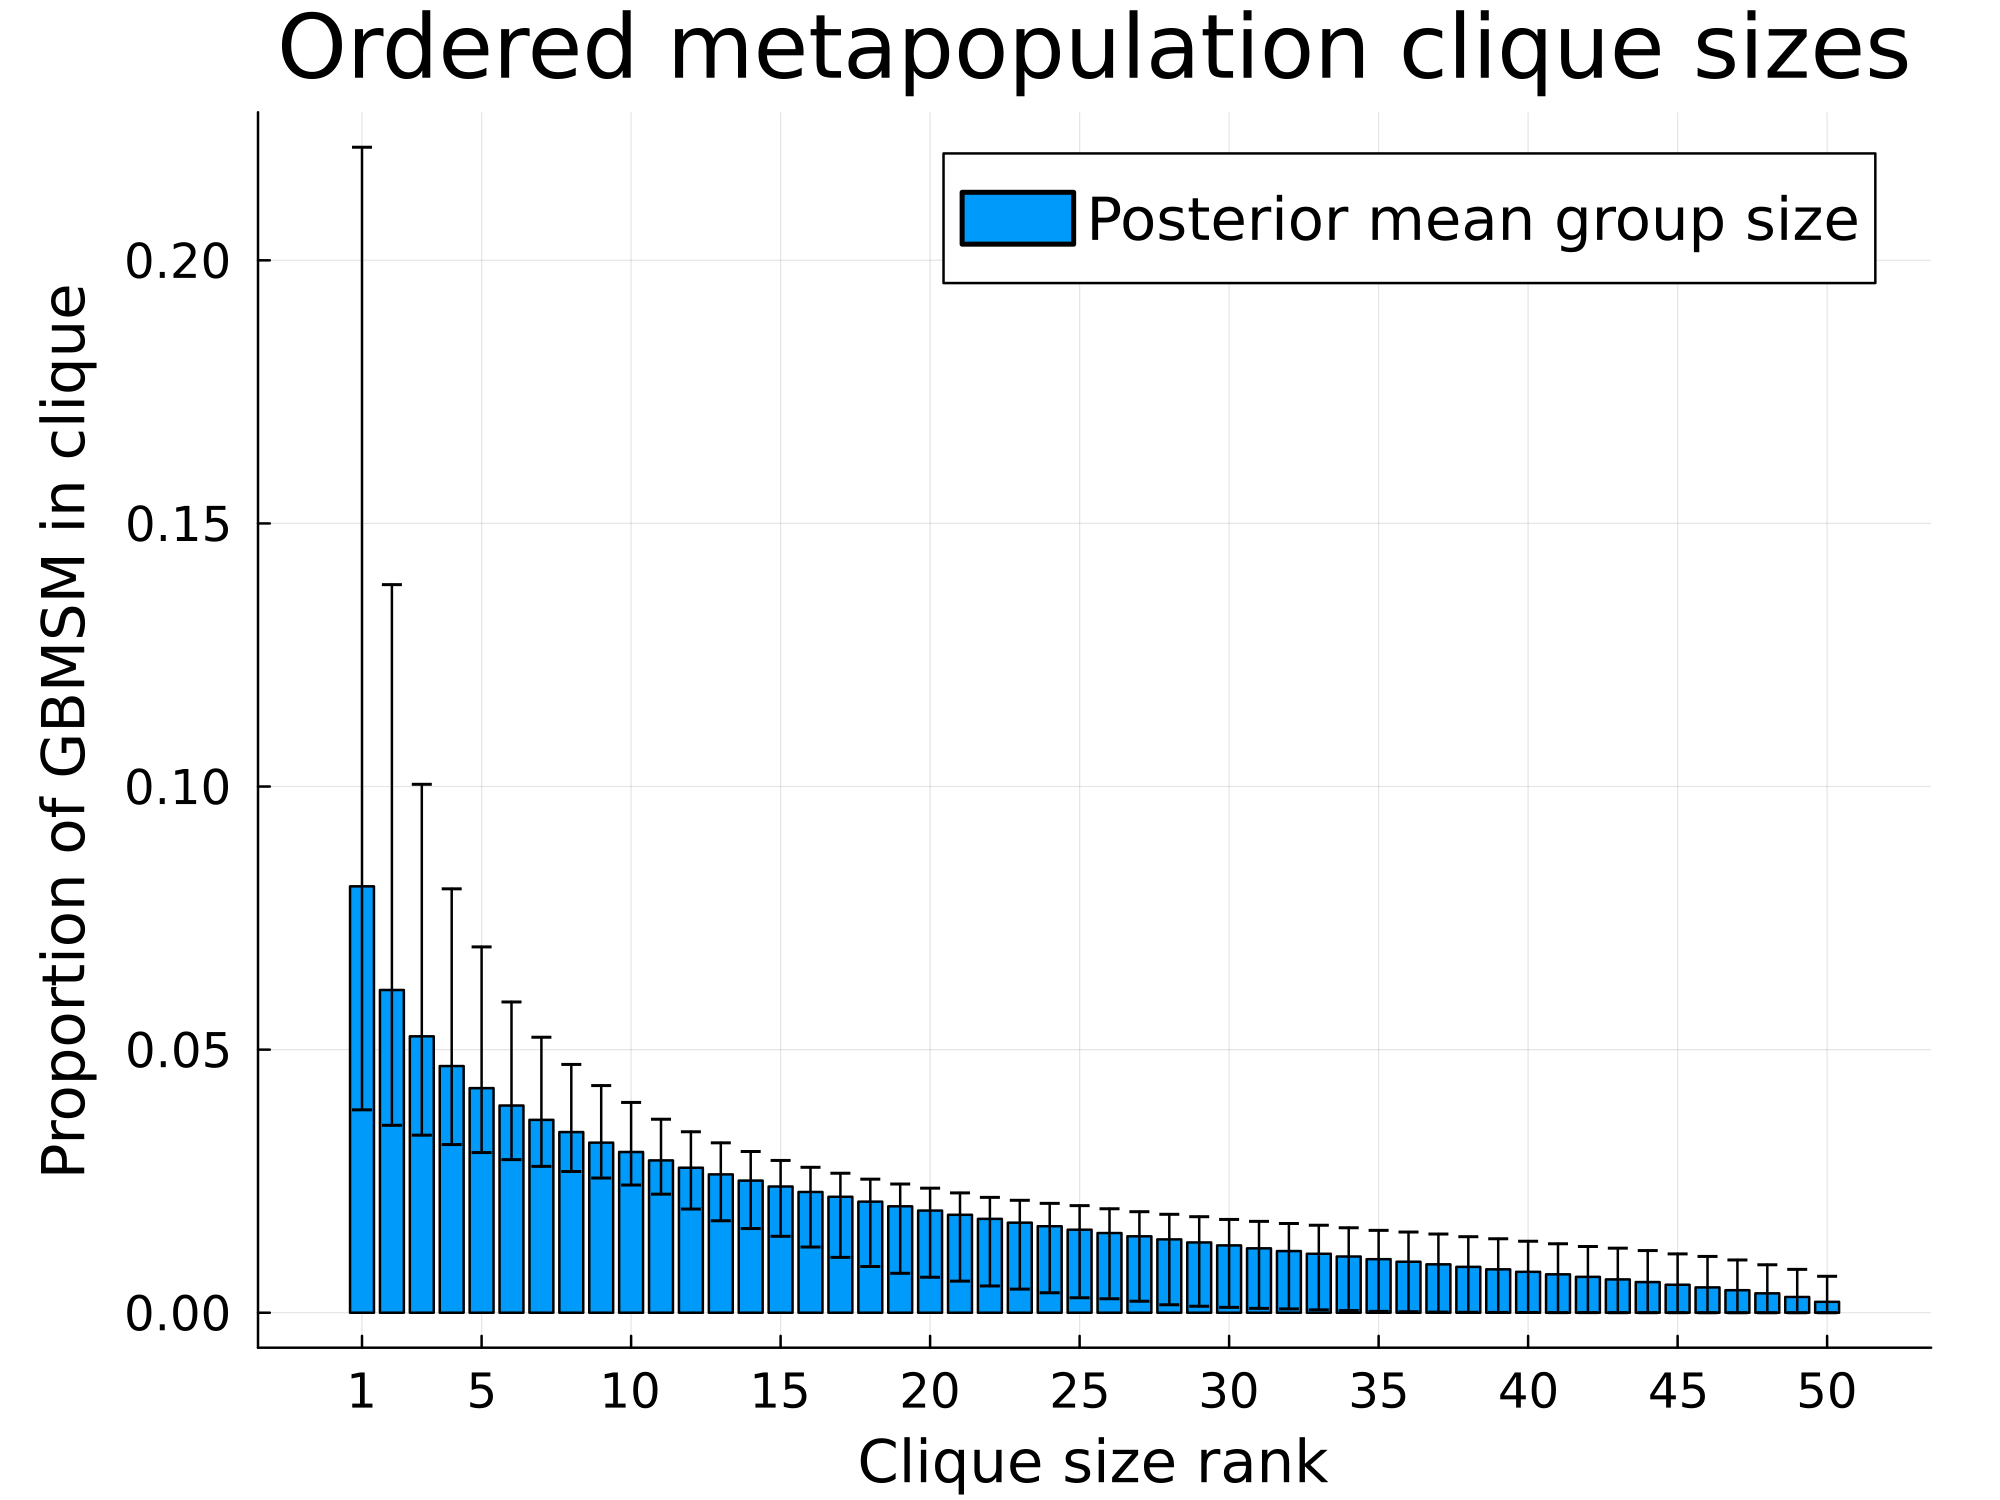 Ordered metapopulation clique sizes
Posterior mean group size
Proportion of GBMSM in clique
0.20
0.15
0.10
0.05
0.00
1 5 10 15 20 25 30 35 40 45 50
Clique size rank